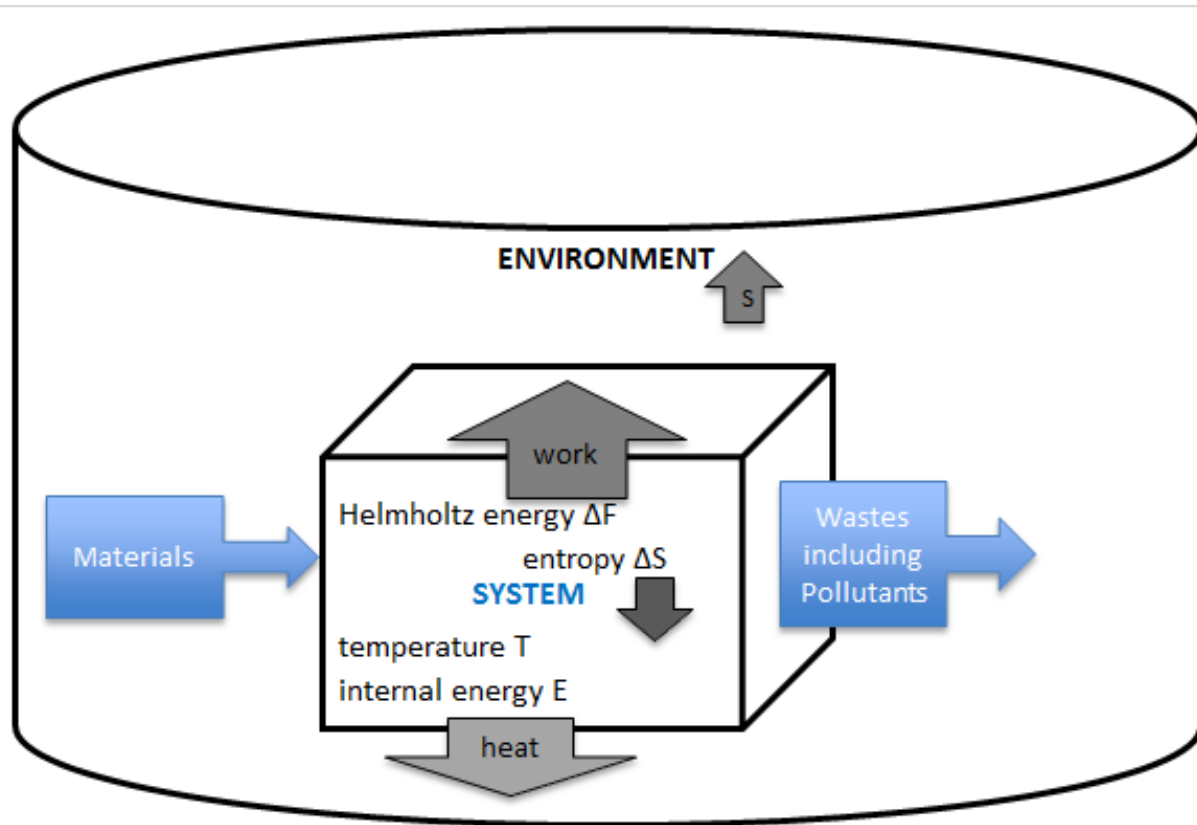 ENVIRONMENT
s
work
Helmholtz energy ΔF
entropy ΔS
SYSTEM
temperature T
internal energy E
heat
Materials
Wastes
including
Pollutants